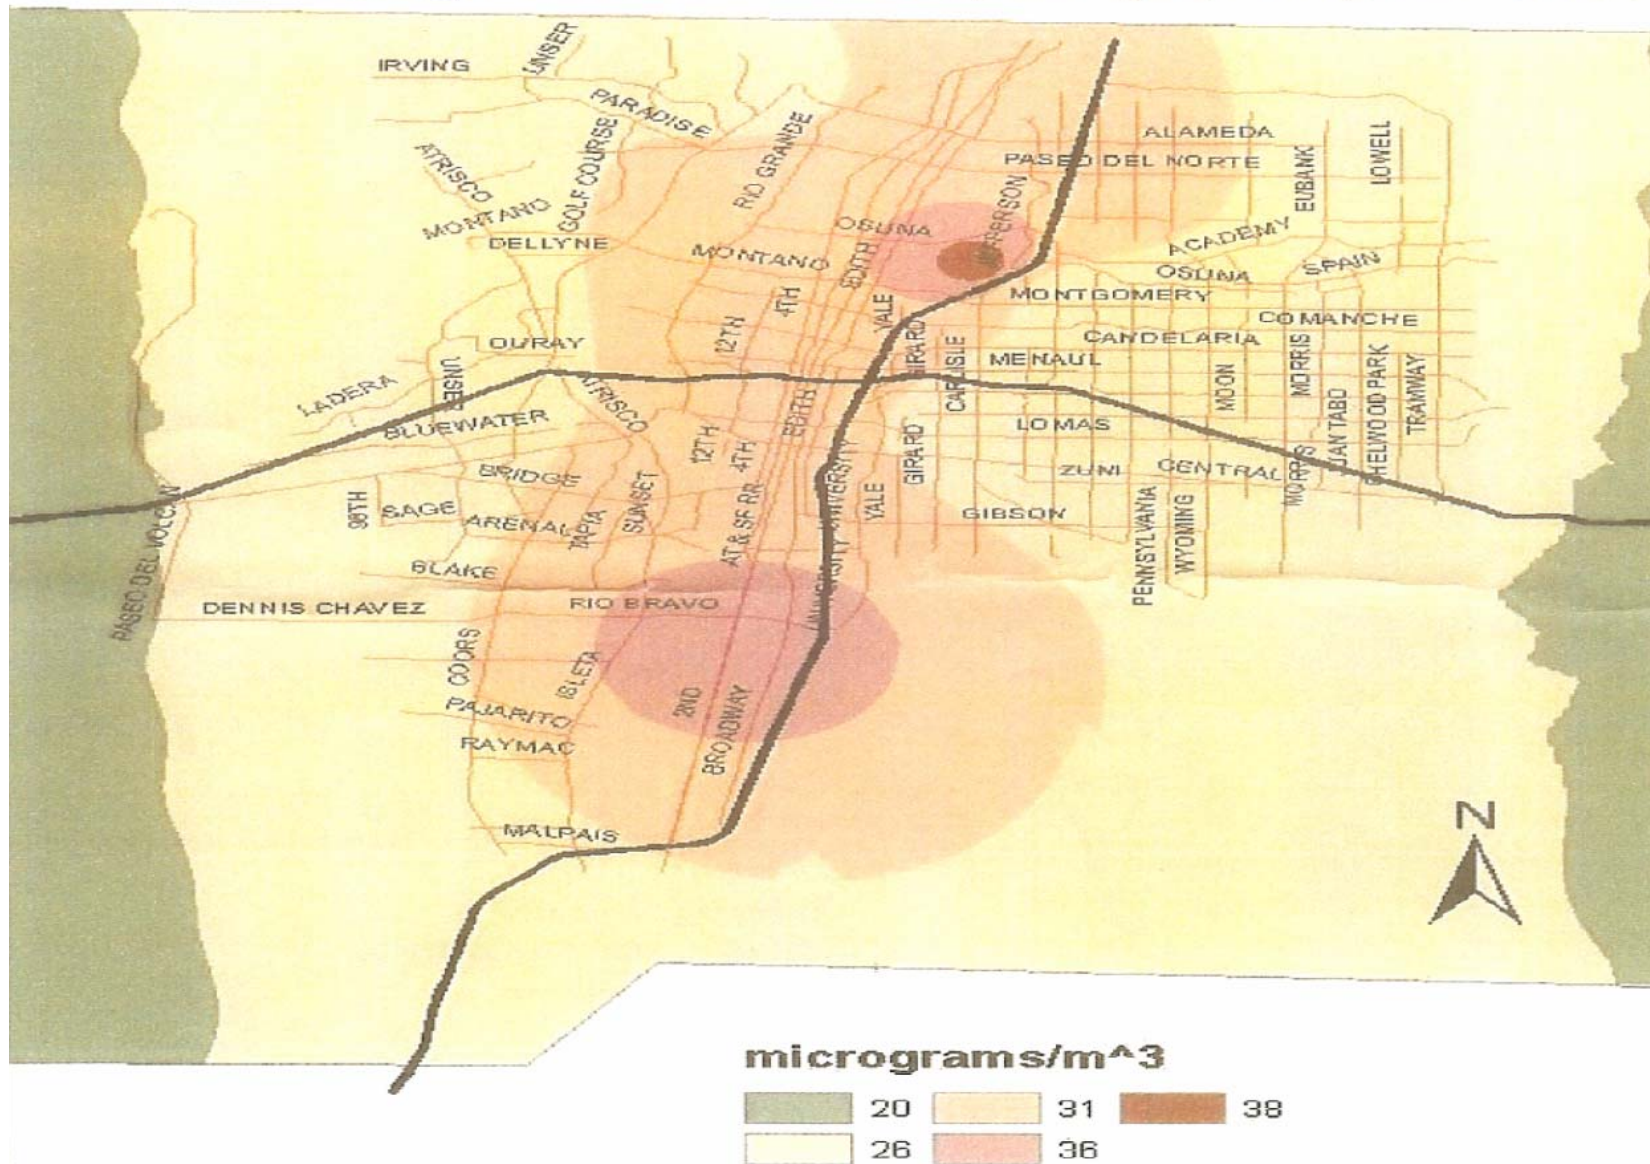 IRVING
UNSER
PARADISE
ATRISCO
GOLF COURSE
RIO GRANDE
ALAMEDA
PASEO DEL NORTE
EUBANK
LOWELL
MONTANO
DELLYNE
OSUNA
MONTANO
EDITH
ACADEMY
OSUNA
SPAIN
4TH
12TH
YALE
MONTGOMERY
COMANCHE
CANDELARIA
OURAY
GIRARD
CARLISLE
MENAUL
MORRIS
MOON
JUAN TABO
CHELWOOD PARK
TRAMWAY
UNSER
LADERA
ATRISCO
BLUEWATER
EDITH
12TH
4TH
LOMAS
GIRARD
ZUNI
CENTRAL
MORRIS
BRIDGE
98TH
SAGE
ARENAL
TAPIA
SUNSET
AT & SF RR
UNIVERSITY
UNIVERSITY
YALE
GIBSON
PENNSYLVANIA
WYOMING
PASEO DEL VOLCAN
BLAKE
DENNIS CHAVEZ
RIO BRAVO
COORS
ISLETA
2ND
BROADWAY
PAJARITO
RAYMAC
MALPAIS
N
micrograms/m^3
20
31
38
26
36